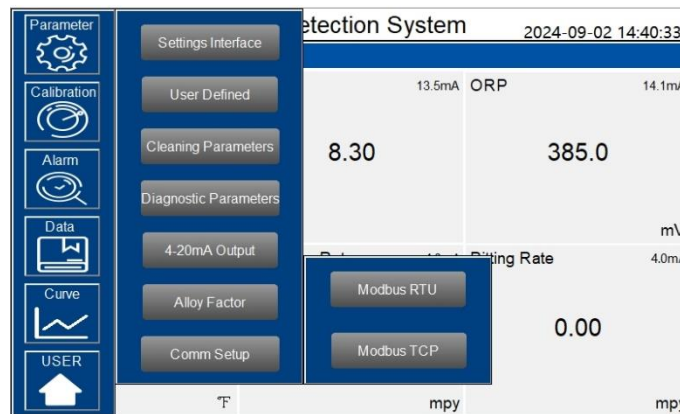 Parameter
Calibration
Alarm
Data
Curve
USER
Settings Interface
User Defined
Cleaning Parameters
Diagnostic Parameters
4-20mA Output
Alloy Factor
Comm Setup
Modbus RTU
Modbus TCP
etection System
2024-09-02 14:40:33
13.5mA
8.30
ORP
14.1m
385.0
mV
Rate
4.0m
0.00
℉
mpy
mpy